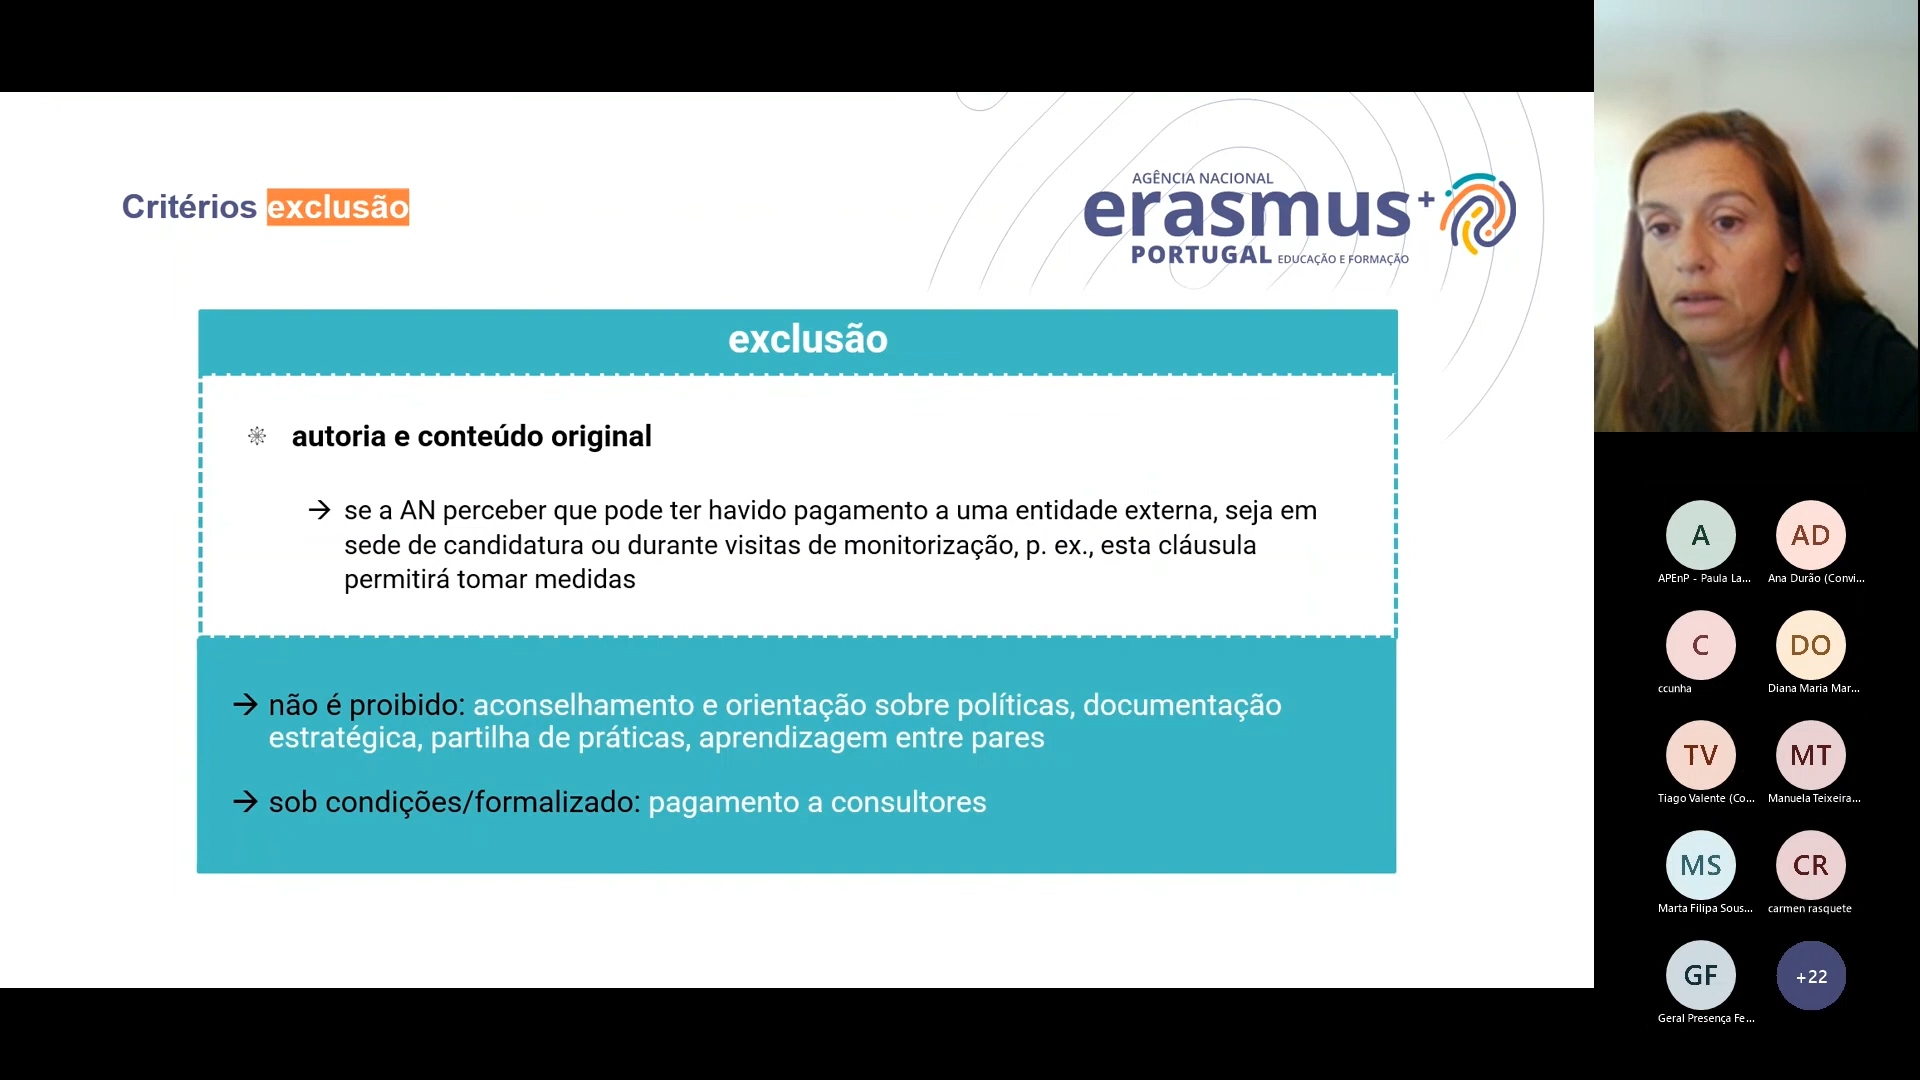 Critérios exclusão
AGÊNCIA NACIONAL
erasmus+
PORTUGAL EDUCAÇÃO E FORMAÇÃO
exclusão
autoria e conteúdo original
→ se a AN perceber que pode ter havido pagamento a uma entidade externa, seja em
sede de candidatura ou durante visitas de monitorização, p. ex., esta cláusula
permitirá tomar medidas
→ não é proibido: aconselhamento e orientação sobre políticas, documentação
estratégica, partilha de práticas, aprendizagem entre pares
→ sob condições/formalizado: pagamento a consultores
A AD
APEnP - Paula La... Ana Durão (Convi...
C DO
ccunha Diana Maria Mar...
TV MT
Tiago Valente (Co... Manuela Teixeira...
MS CR
Marta Filipa Sous... carmen rasquete
GF +22
Geral Presença Fe...